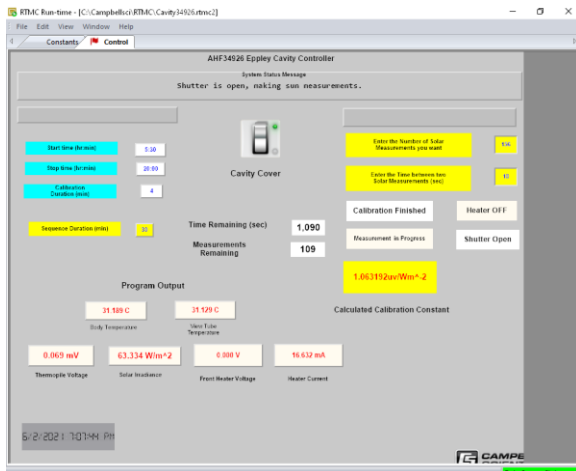 RTMC Run-time - [C:\Campbellsci\RTMC\Cavity34926.rtmc2]
File Edit View Window Help
Constants Control
AHF34926 Eppley Cavity Controller
System Status Message
Shutter is open, making sun measurements.
Start time (hr:min) 5:30
Stop time (hr:min) 20:00
Calibration
Duration (min) 4
Sequence Duration (min) 30
Cavity Cover
Enter the Number of Solar
Measurements you want 156
Enter the Time between two
Solar Measurements (sec) 10
Time Remaining (sec) 1,090
Measurements
Remaining 109
Calibration Finished Heater OFF
Measurement in Progress Shutter Open
1.063192uv/Wm^-2
Calculated Calibration Constant
Program Output
31.189 C 31.129 C
Body Temperature View Tube
Temperature
0.069 mV 63.334 W/m^2 0.000 V 16.632 mA
Thermopile Voltage Solar Irradiance Front Heater Voltage Heater Current
6/2/2021 7:07:44 PM